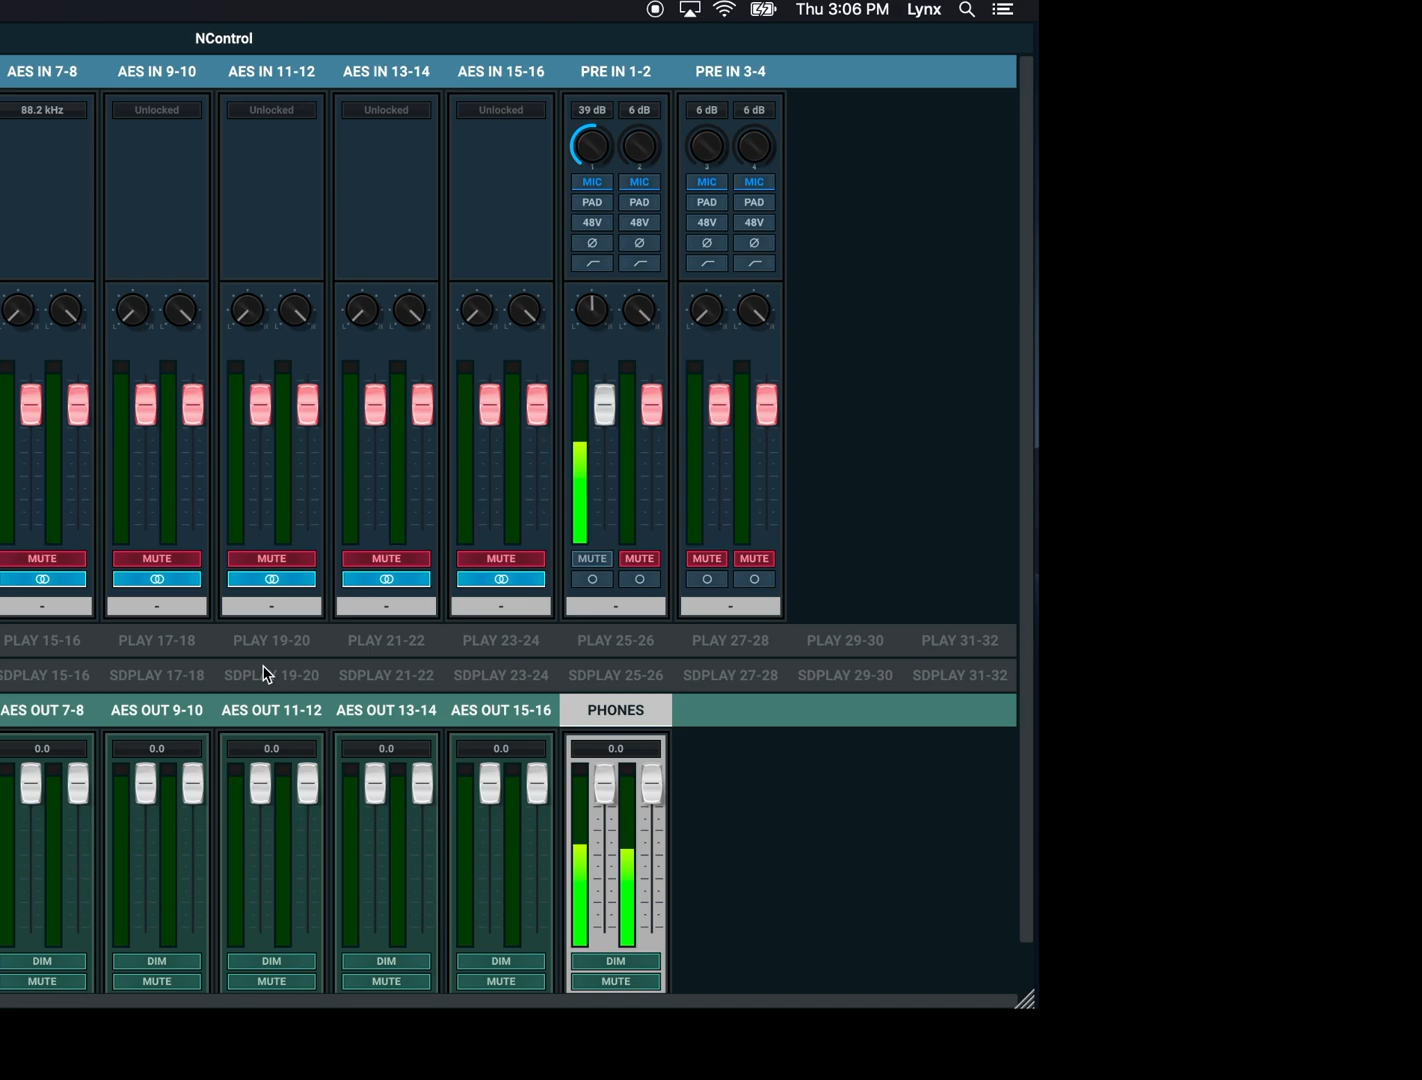 Thu 3:06 PM Lynx
NControl
AES IN 7-8 AES IN 9-10 AES IN 11-12 AES IN 13-14 AES IN 15-16 PRE IN 1-2 PRE IN 3-4
88.2 kHz Unlocked Unlocked Unlocked Unlocked 39 dB 6 dB 6 dB 6 dB
1 2 3 4
MIC MIC MIC MIC
PAD PAD PAD PAD
48V 48V 48V 48V
Ø Ø Ø Ø
L R L R L R L R L R L R L R
MUTE MUTE MUTE MUTE MUTE MUTE MUTE MUTE MUTE
- - - - - - -
PLAY 15-16 PLAY 17-18 PLAY 19-20 PLAY 21-22 PLAY 23-24 PLAY 25-26 PLAY 27-28 PLAY 29-30 PLAY 31-32
SDPLAY 15-16 SDPLAY 17-18 SDPLAY 19-20 SDPLAY 21-22 SDPLAY 23-24 SDPLAY 25-26 SDPLAY 27-28 SDPLAY 29-30 SDPLAY 31-32
AES OUT 7-8 AES OUT 9-10 AES OUT 11-12 AES OUT 13-14 AES OUT 15-16 PHONES
0.0 0.0 0.0 0.0 0.0 0.0
DIM DIM DIM DIM DIM DIM
MUTE MUTE MUTE MUTE MUTE MUTE